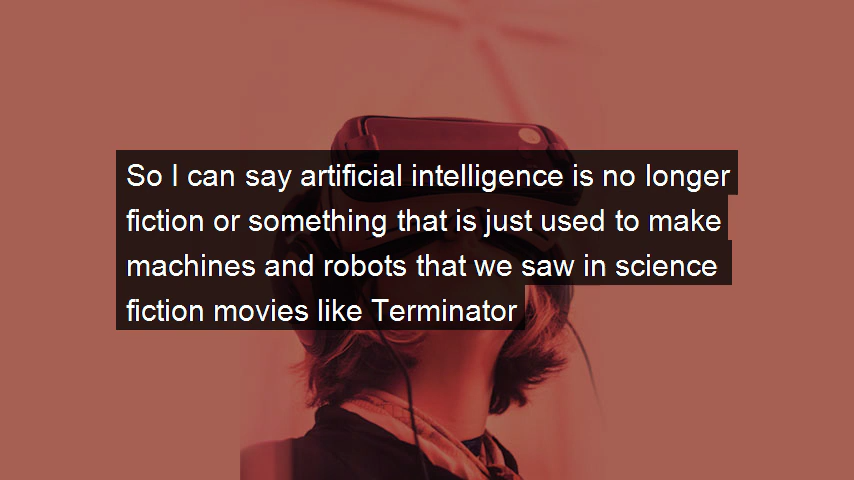 So I can say artificial intelligence is no longer
fiction or something that is just used to make
machines and robots that we saw in science
fiction movies like Terminator